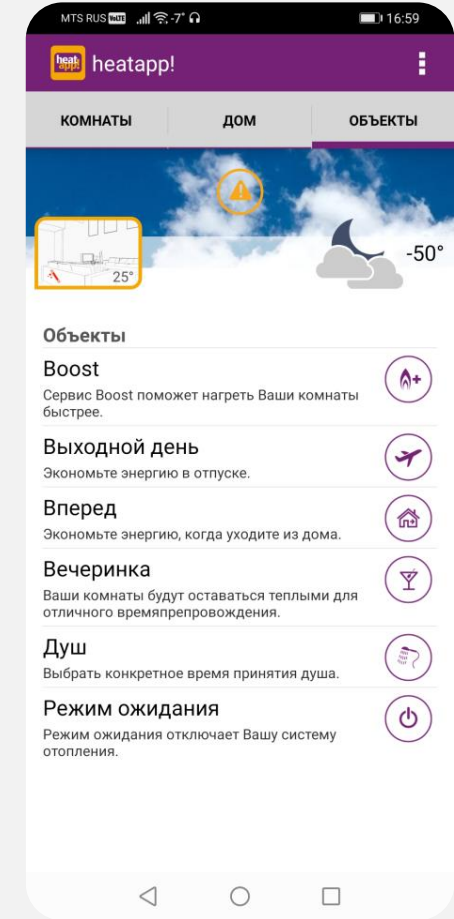 MTS RUS VoLTE -7° 16:59
heat app! heatapp!
КОМНАТЫ ДОМ ОБЪЕКТЫ
-50°
25°
Объекты
Boost
Сервис Boost поможет нагреть Ваши комнаты
быстрее.
Выходной день
Экономьте энергию в отпуске.
Вперед
Экономьте энергию, когда уходите из дома.
Вечеринка
Ваши комнаты будут оставаться теплыми для
отличного времяпрепровождения.
Душ
Выбрать конкретное время принятия душа.
Режим ожидания
Режим ожидания отключает Вашу систему
отопления.